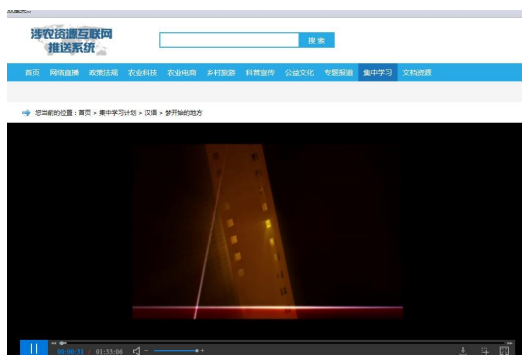 涉农资源互联网
推送系统
搜索
首页 网络直播 政策法规 农业科技 农业电商 乡村旅游 科普宣传 公益文化 专题报道 集中学习 文档资源
您当前的位置：首页 > 集中学习计划 > 汉语 > 梦开始的地方
00:00:31 / 01:33:06